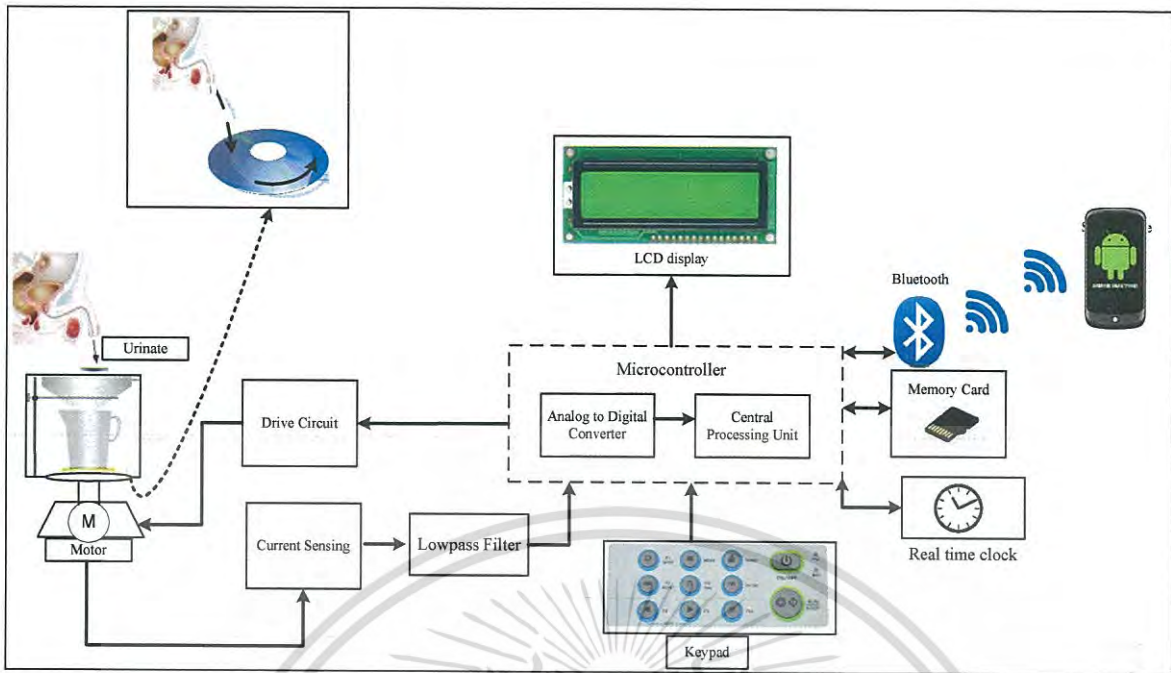 LCD display
Bluetooth
Urinate
Microcontroller
Memory Card
Drive Circuit
Analog to Digital
Converter
Central
Processing Unit
M
Motor
Current Sensing
Lowpass Filter
Real time clock
Keypad